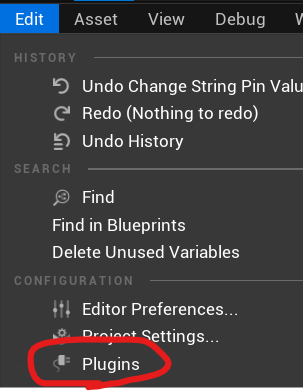 Edit Asset View Debug
HISTORY
Undo Change String Pin Valu
Redo (Nothing to redo)
Undo History
SEARCH
Find
Find in Blueprints
Delete Unused Variables
CONFIGURATION
Editor Preferences...
Project Settings...
Plugins